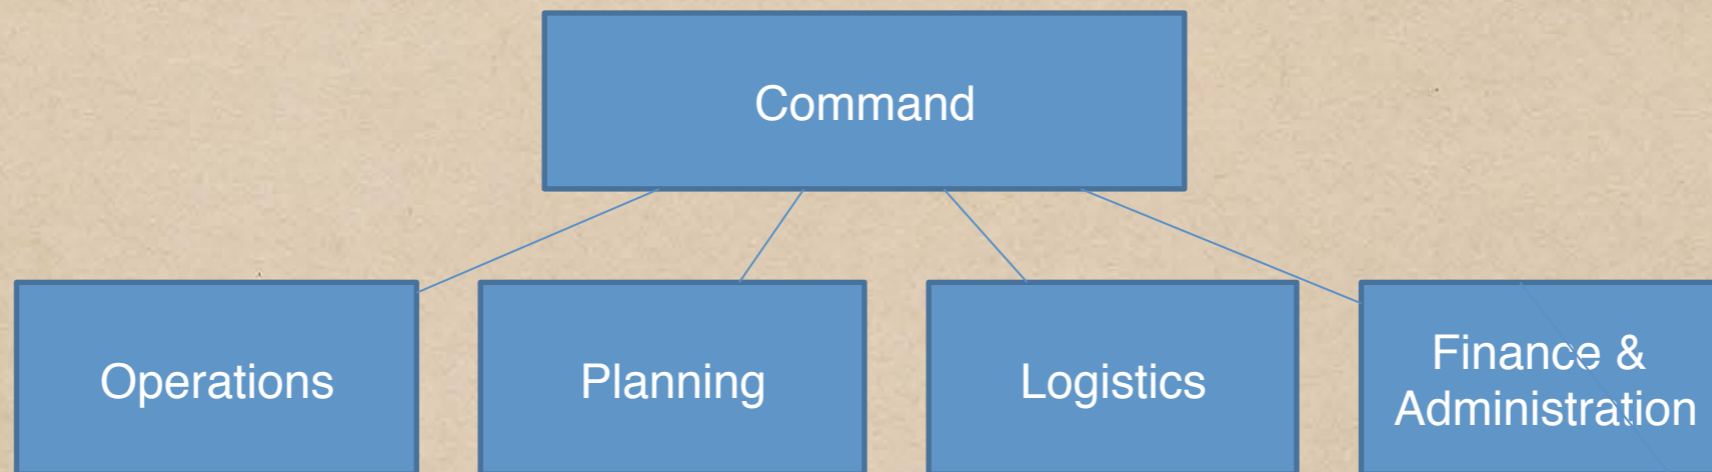 Command
Operations
Planning
Logistics
Finance &
Administration